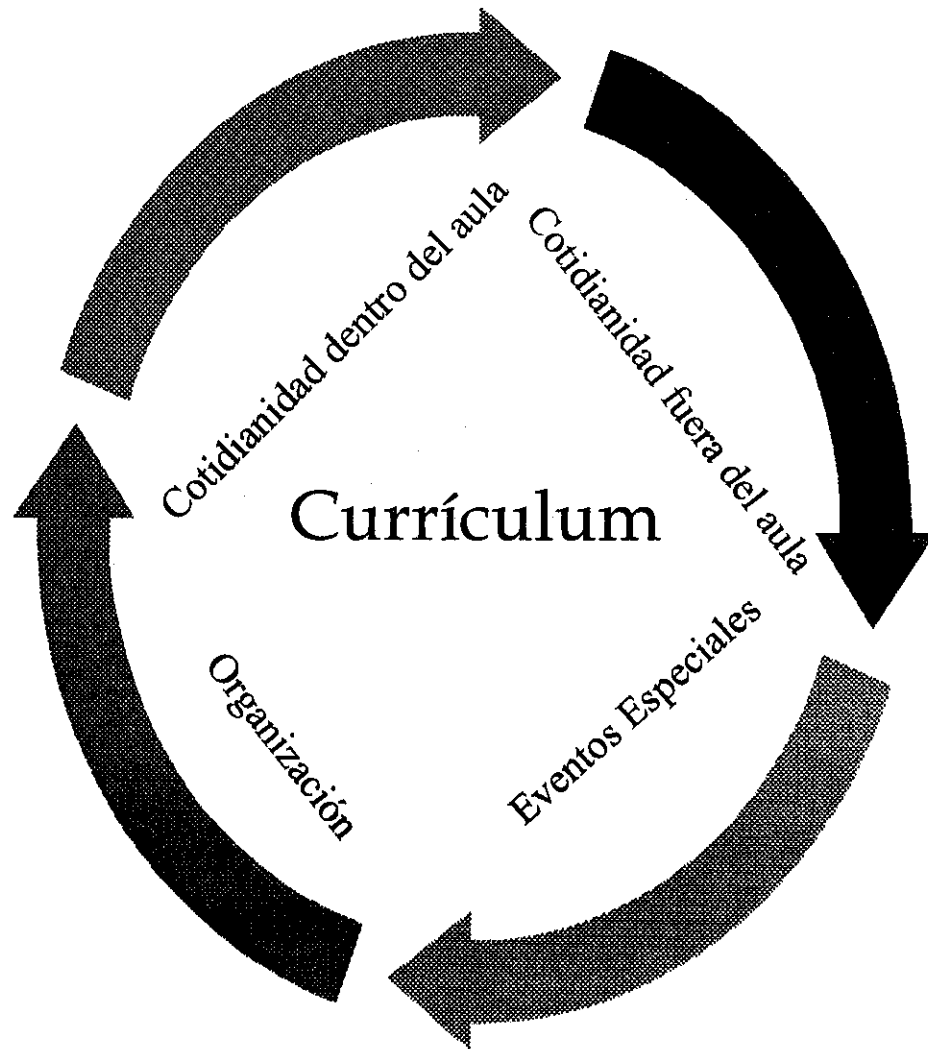 Cotidianidad dentro del aula
Cotidianidad fuera del aula
Currículum
Organización
Eventos Especiales